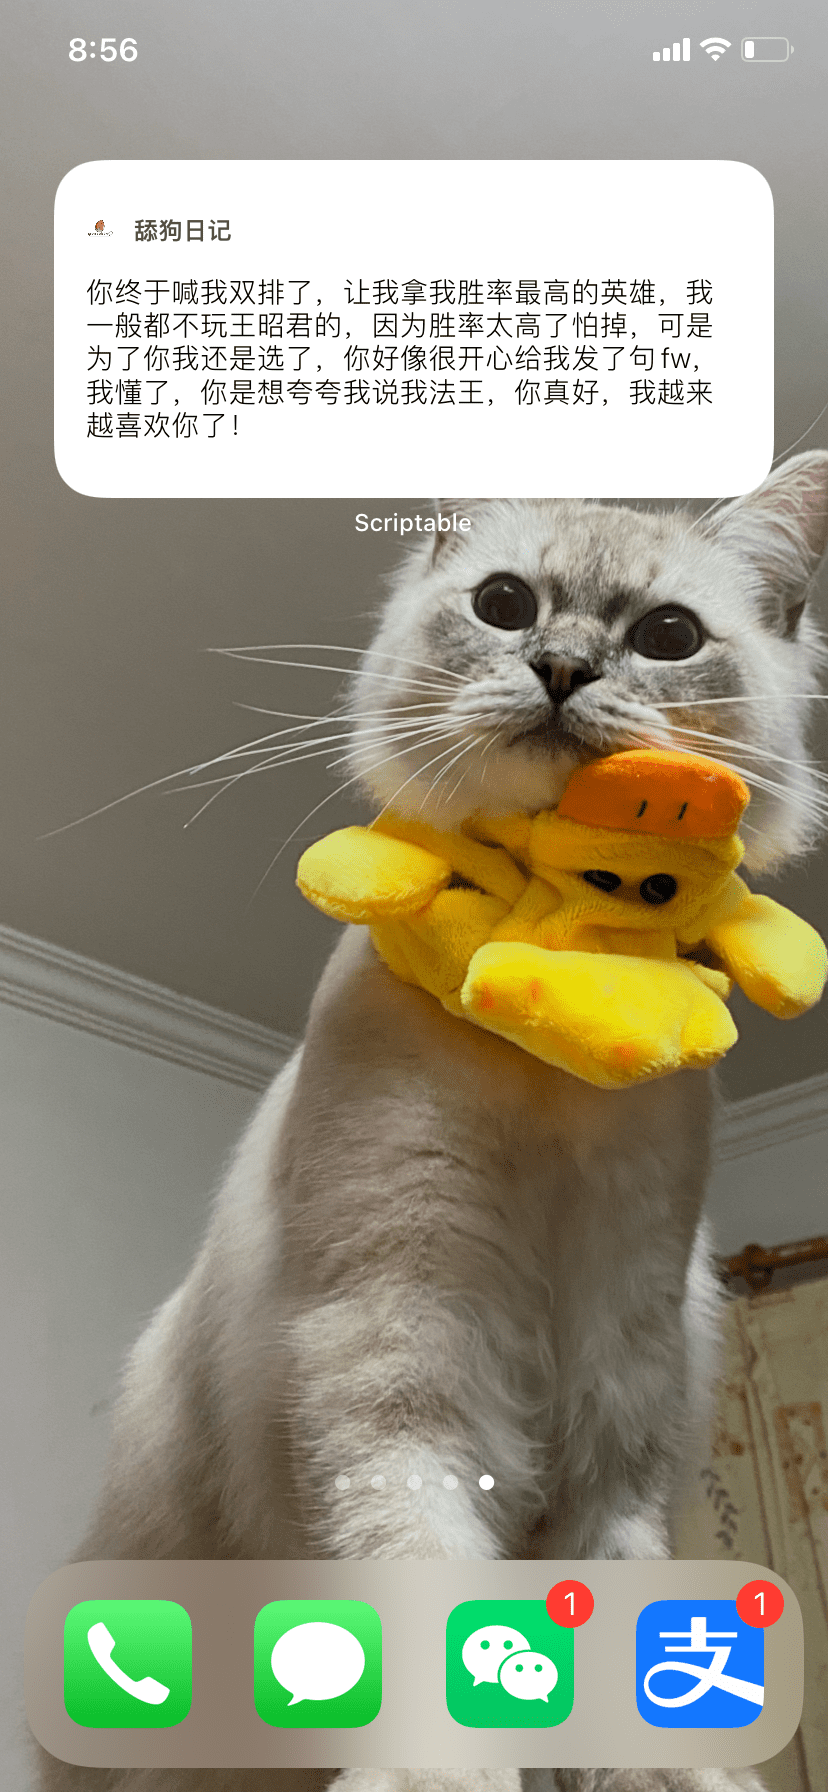 8:56
舔狗日记
你终于喊我双排了，让我拿我胜率最高的英雄，我
一般都不玩王昭君的，因为胜率太高了怕掉，可是
为了你我还是选了，你好像很开心给我发了句fw，
我懂了，你是想夸夸我说我法王，你真好，我越来
越喜欢你了！
Scriptable
1
1
支